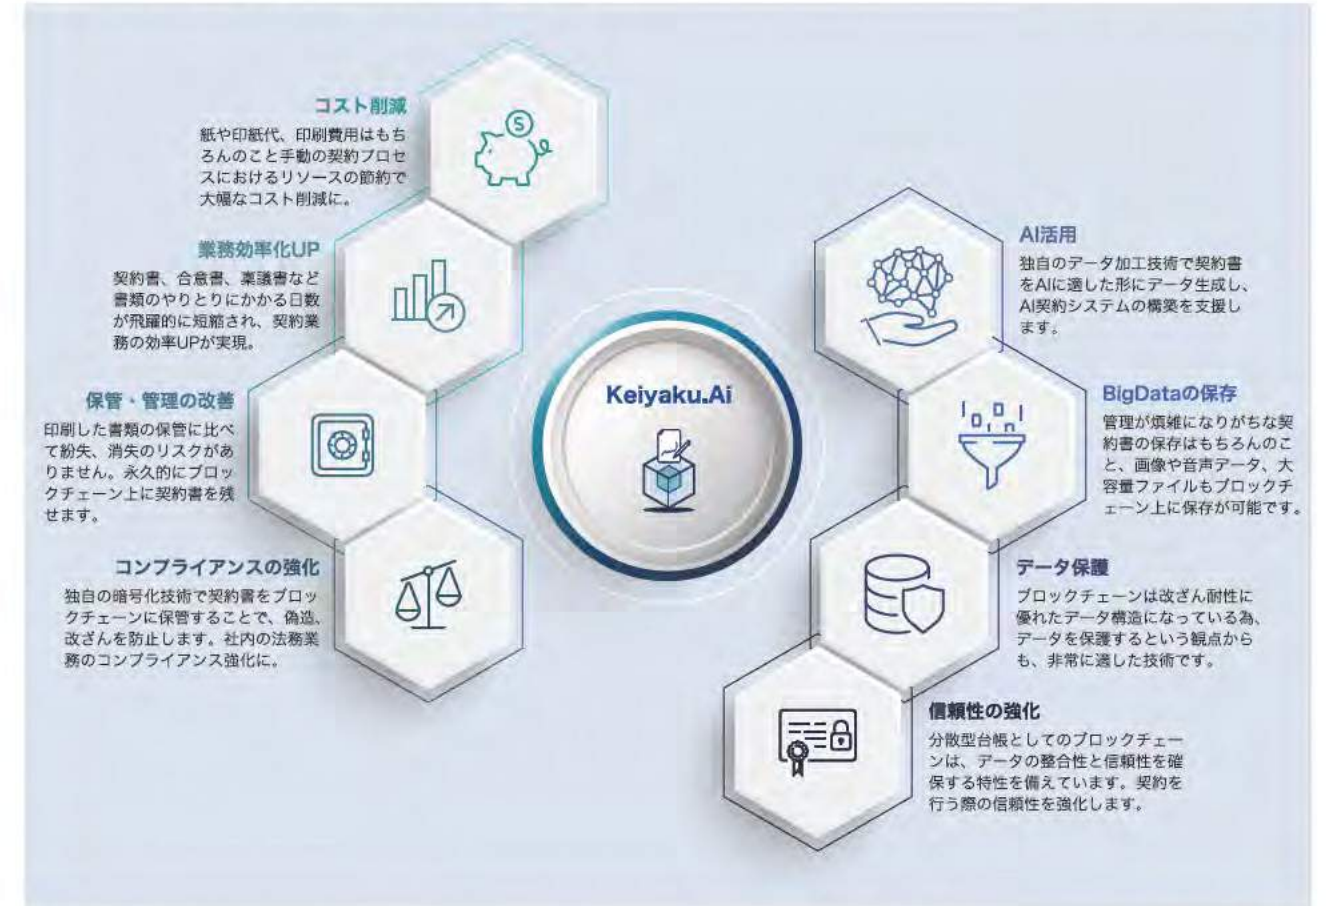 コスト削減
紙や印紙代、印刷費用はもち
ろんのこと手動の契約プロセ
スにおけるリソースの節約で
大幅なコスト削減に。
業務効率化UP
契約書、合意書、稟議書など
書類のやりとりにかかる日数
が飛躍的に短縮され、契約業
務の効率UPが実現。
保管・管理の改善
印刷した書類の保管に比べ
て紛失、消失のリスクがあ
りません。永久的にブロッ
クチェーン上に契約書を残
せます。
コンプライアンスの強化
独自の暗号化技術で契約書をブロッ
クチェーンに保管することで、偽造、
改ざんを防止します。社内の法務業
務のコンプライアンス強化に。
Keiyaku.Ai
AI活用
独自のデータ加工技術で契約書
をAIに適した形にデータ生成し、
AI契約システムの構築を支援し
ます。
BigDataの保存
管理が煩雑になりがちな契
約書の保存はもちろんのこ
と、画像や音声データ、大
容量ファイルもブロックチ
ェーン上に保存が可能です。
データ保護
ブロックチェーンは改ざん耐性に
優れたデータ構造になっている為、
データを保護するという観点から
も、非常に適した技術です。
信頼性の強化
分散型台帳としてのブロックチェー
ンは、データの整合性と信頼性を確
保する特性を備えています。契約を
行う際の信頼性を強化します。